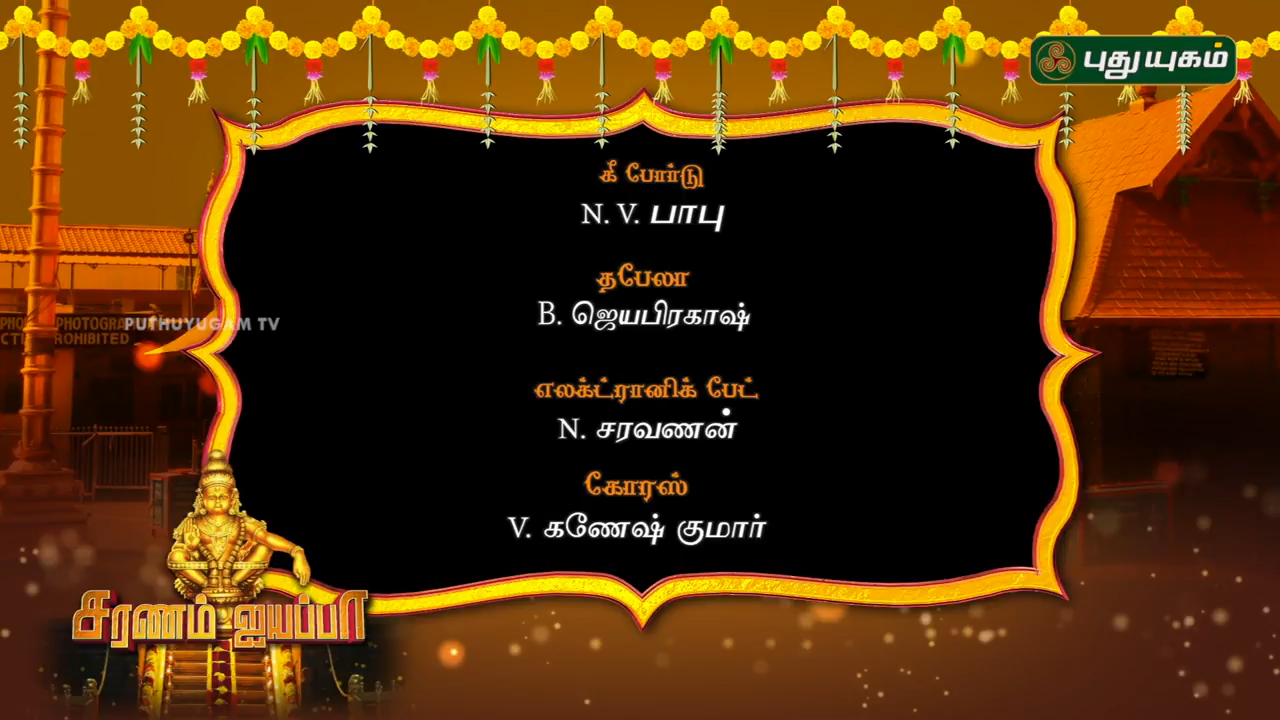 புதுயுகம்
கீ போர்டு
N. V. பாபு
தபேலா
B. ஜெயபிரகாஷ்
PUTHUYUGAM TV
எலக்ட்ரானிக் பேட்
N. சரவணன்
கோரஸ்
V. கணேஷ் குமார்
சரணம் ஐயப்பா